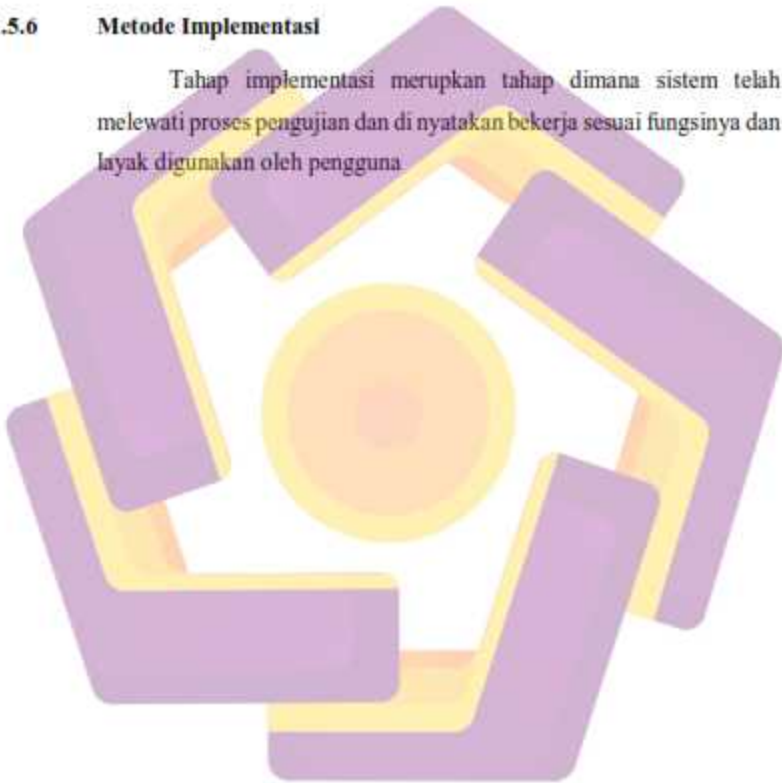 .5.6 Metode Implementasi
Tahap implementasi merupkan tahap dimana sistem telah
melewati proses pengujian dan di nyatakan bekerja sesuai fungsinya dan
layak digunakan oleh pengguna